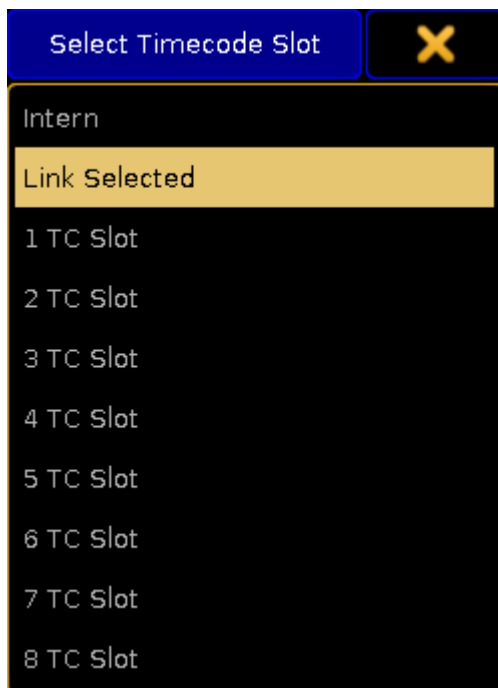 Select Timecode Slot
Intern
Link Selected
1 TC Slot
2 TC Slot
3 TC Slot
4 TC Slot
5 TC Slot
6 TC Slot
7 TC Slot
8 TC Slot